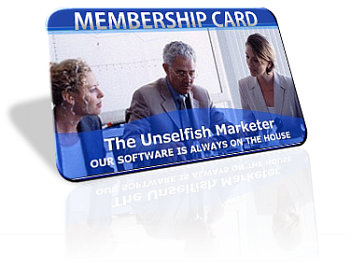 MEMBERSHIP CARD
The Unselfish Marketer
OUR SOFTWARE IS ALWAYS ON THE HOUSE